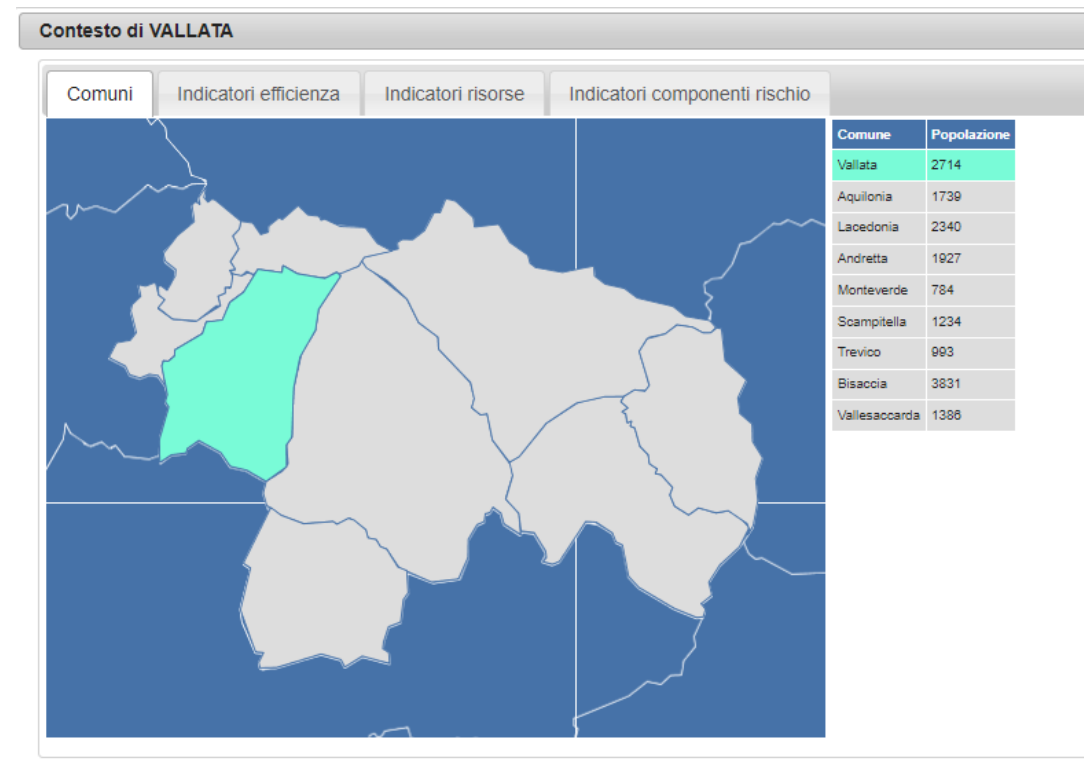 Contesto di VALLATA
Comuni Indicatori efficienza Indicatori risorse Indicatori componenti rischio
Comune Popolazione
Vallata 2714
Aquilonia 1739
Lacedonia 2340
Andretta 1927
Monteverde 784
Scampitella 1234
Trevico 993
Bisaccia 3831
Vallesaccarda 1386